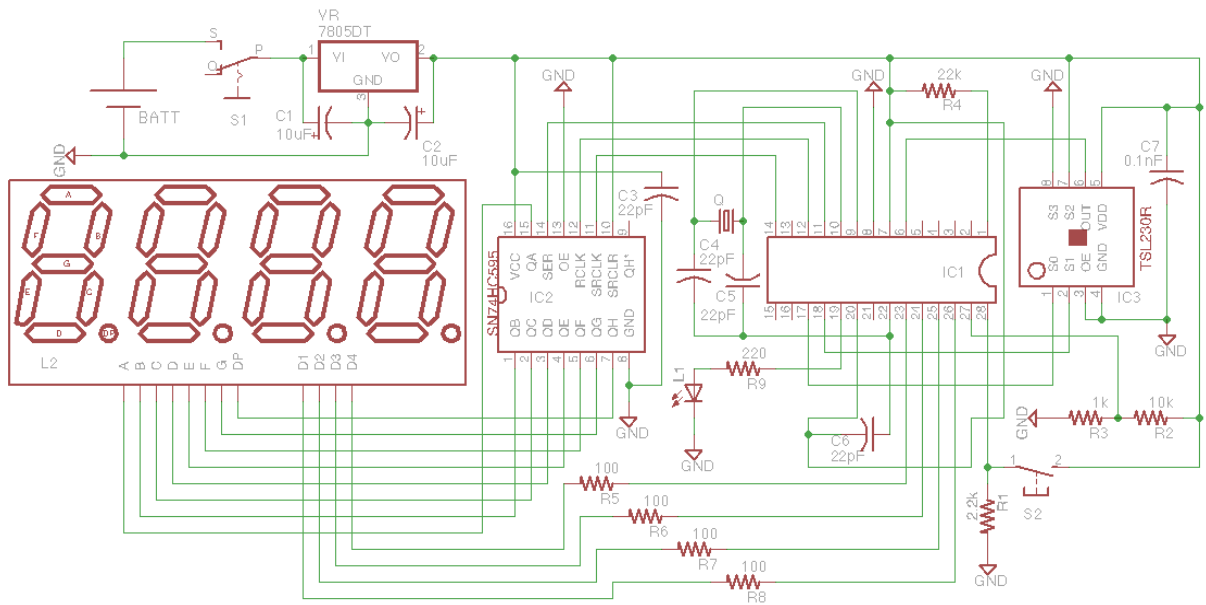 VR
7805DT
S
P
O
1
VI
VO
2
GND
3
S1
BATT
C1
10uF
+
C2
10uF
+
GND
GND
GND
22k
R4
GND
C7
0.1nF
A
F
B
G
E
C
D
DP
L2
A
B
C
D
E
F
G
DP
D1
D2
D3
D4
C3
22pF
Q
C4
22pF
C5
22pF
16
15
14
13
12
11
10
9
VCC
QA
SER
OE
RCLK
SRCLK
SRCLR
QH*
SN74HC595
IC2
QB
QC
QD
QE
QF
QG
QH
GND
1
2
3
4
5
6
7
8
GND
14
13
12
11
10
9
8
7
6
5
4
3
2
1
IC1
15
16
17
18
19
20
21
22
23
24
25
26
27
28
8
7
6
5
S3
S2
OUT
VDD
S0
S1
OE
GND
TSL230R
IC3
1
2
3
4
GND
220
R9
L1
GND
C6
22pF
GND
1k
R3
10k
R2
1
2
S2
2.2k
R1
GND
100
R5
100
R6
100
R7
100
R8